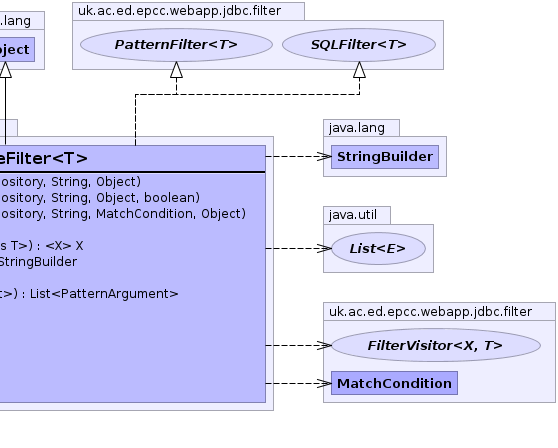 .lang
oject
uk.ac.ed.epcc.webapp.jdbc.filter
PatternFilter<T>
SQLFilter<T>
java.lang
StringBuilder
eFilter<T>
ository, String, Object)
ository, String, Object, boolean)
ository, String, MatchCondition, Object)
s T>) : <X> X
StringBuilder
t>) : List<PatternArgument>
java.util
List<E>
uk.ac.ed.epcc.webapp.jdbc.filter
FilterVisitor<X, T>
MatchCondition